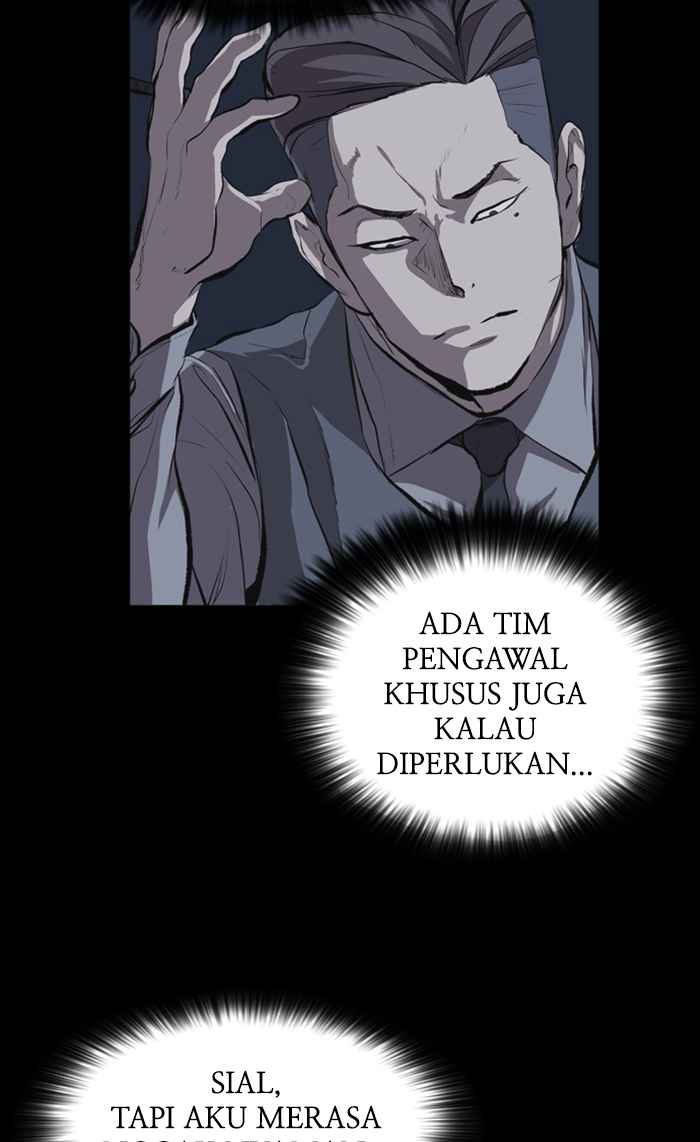 ADA TIM
PENGAWAL
KHUSUS JUGA
KALAU
DIPERLUKAN...
SIAL,
TAPI AKU MERASA